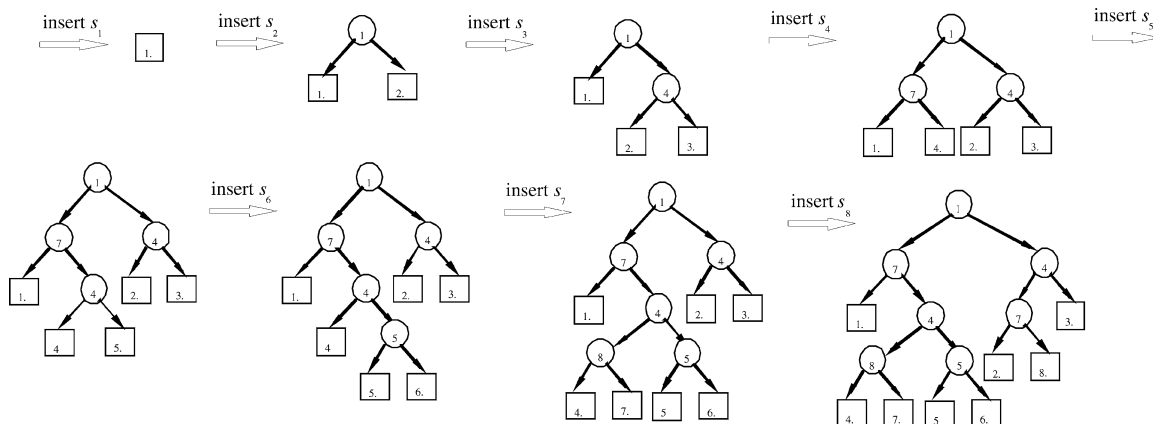 insert s1
insert s2
insert s3
insert s4
insert s5
1.
1
1. 2.
1
1. 4
2. 3.
1
7 4
1. 4. 2. 3.
insert s6
insert s7
insert s8
1
7 4
1. 4 2. 3.
4 5.
1
7 4
1. 4 2. 3.
4 5
5. 6.
1
7 4
1. 4 2. 3.
8 5
4. 7. 5 6.
1
7 4
1. 4 7 3.
8 5 2. 8.
4. 7. 5 6.